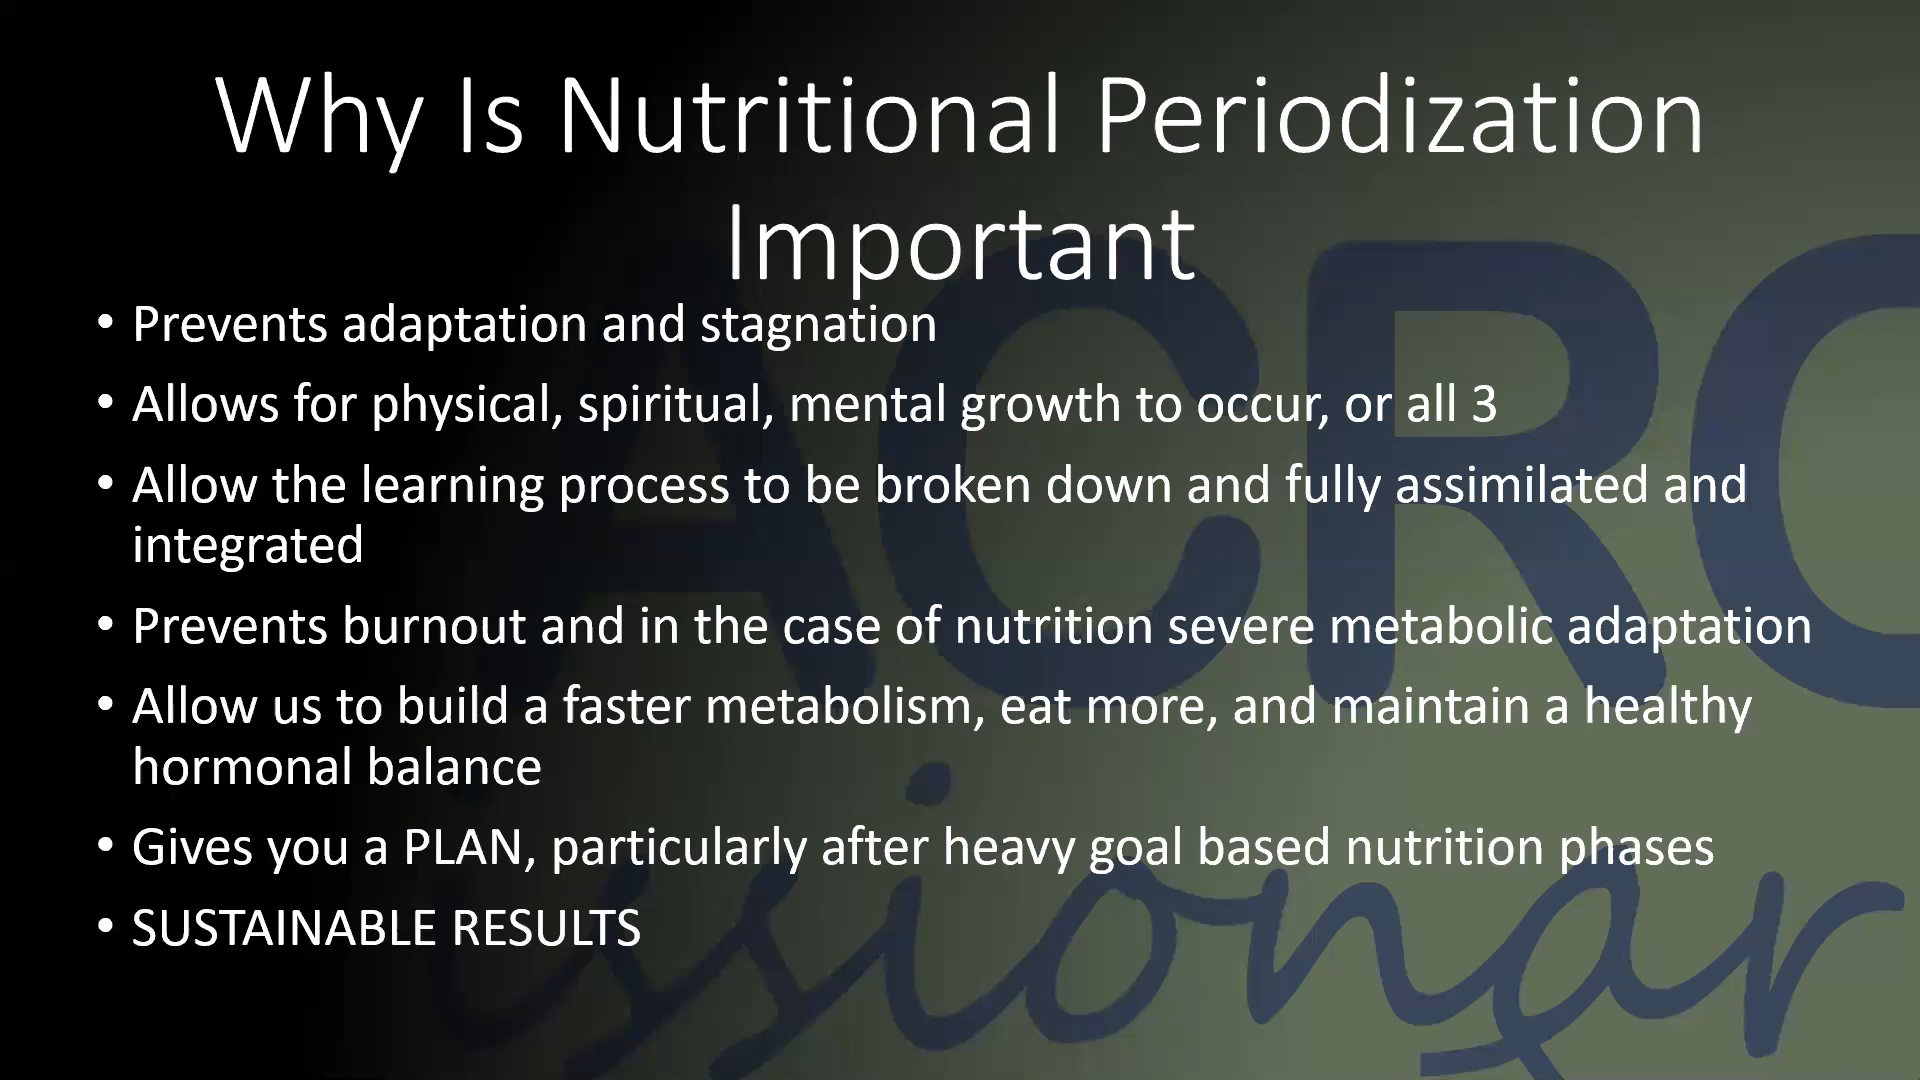 Why Is Nutritional Periodization
Important
• Prevents adaptation and stagnation
• Allows for physical, spiritual, mental growth to occur, or all 3
• Allow the learning process to be broken down and fully assimilated and
integrated
• Prevents burnout and in the case of nutrition severe metabolic adaptation
• Allow us to build a faster metabolism, eat more, and maintain a healthy
hormonal balance
• Gives you a PLAN, particularly after heavy goal based nutrition phases
• SUSTAINABLE RESULTS
ACRO
issionar